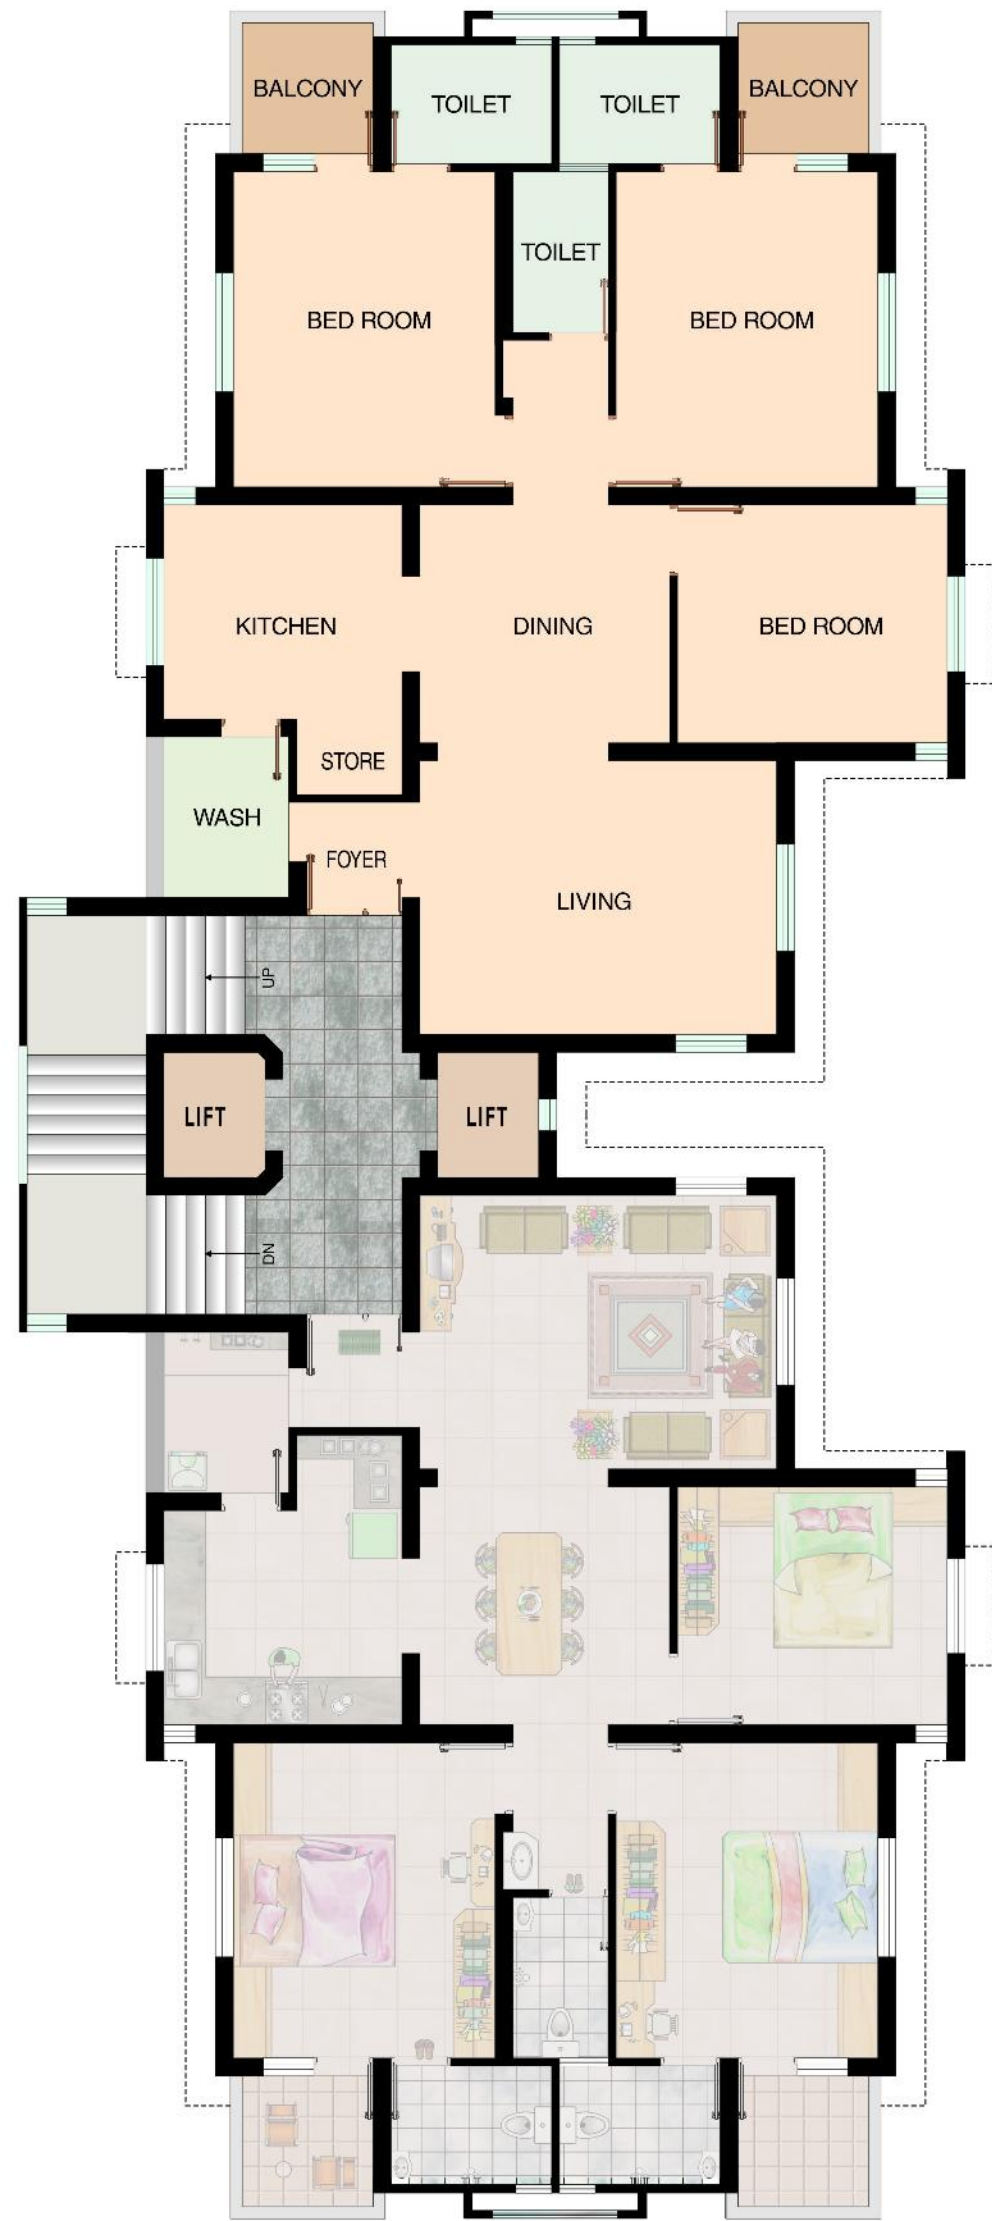 BALCONY
TOILET
TOILET
BALCONY
TOILET
BED ROOM
BED ROOM
KITCHEN
DINING
BED ROOM
STORE
WASH
FOYER
LIVING
UP
LIFT
LIFT
DN